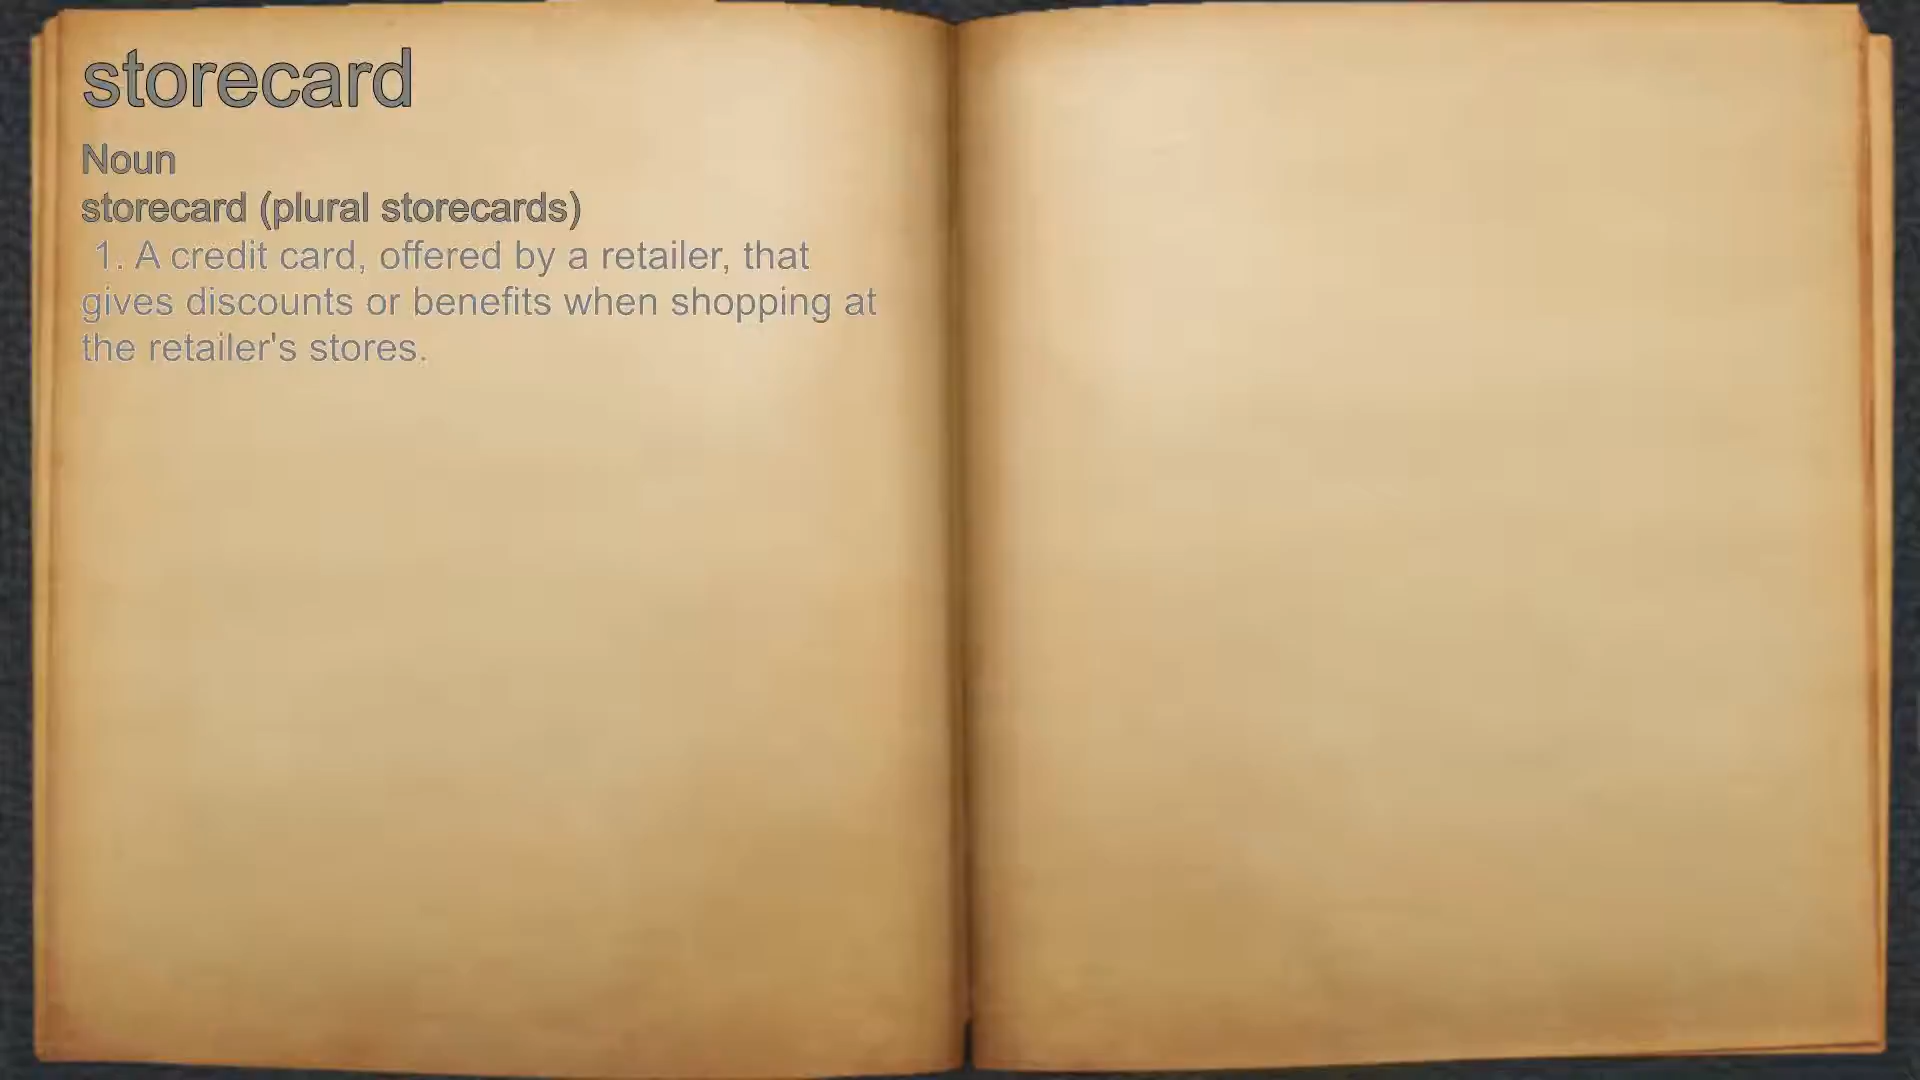 storecard
Noun
storecard (plural storecards)
1. A credit card, offered by a retailer, that
gives discounts or benefits when shopping at
the retailer's stores.